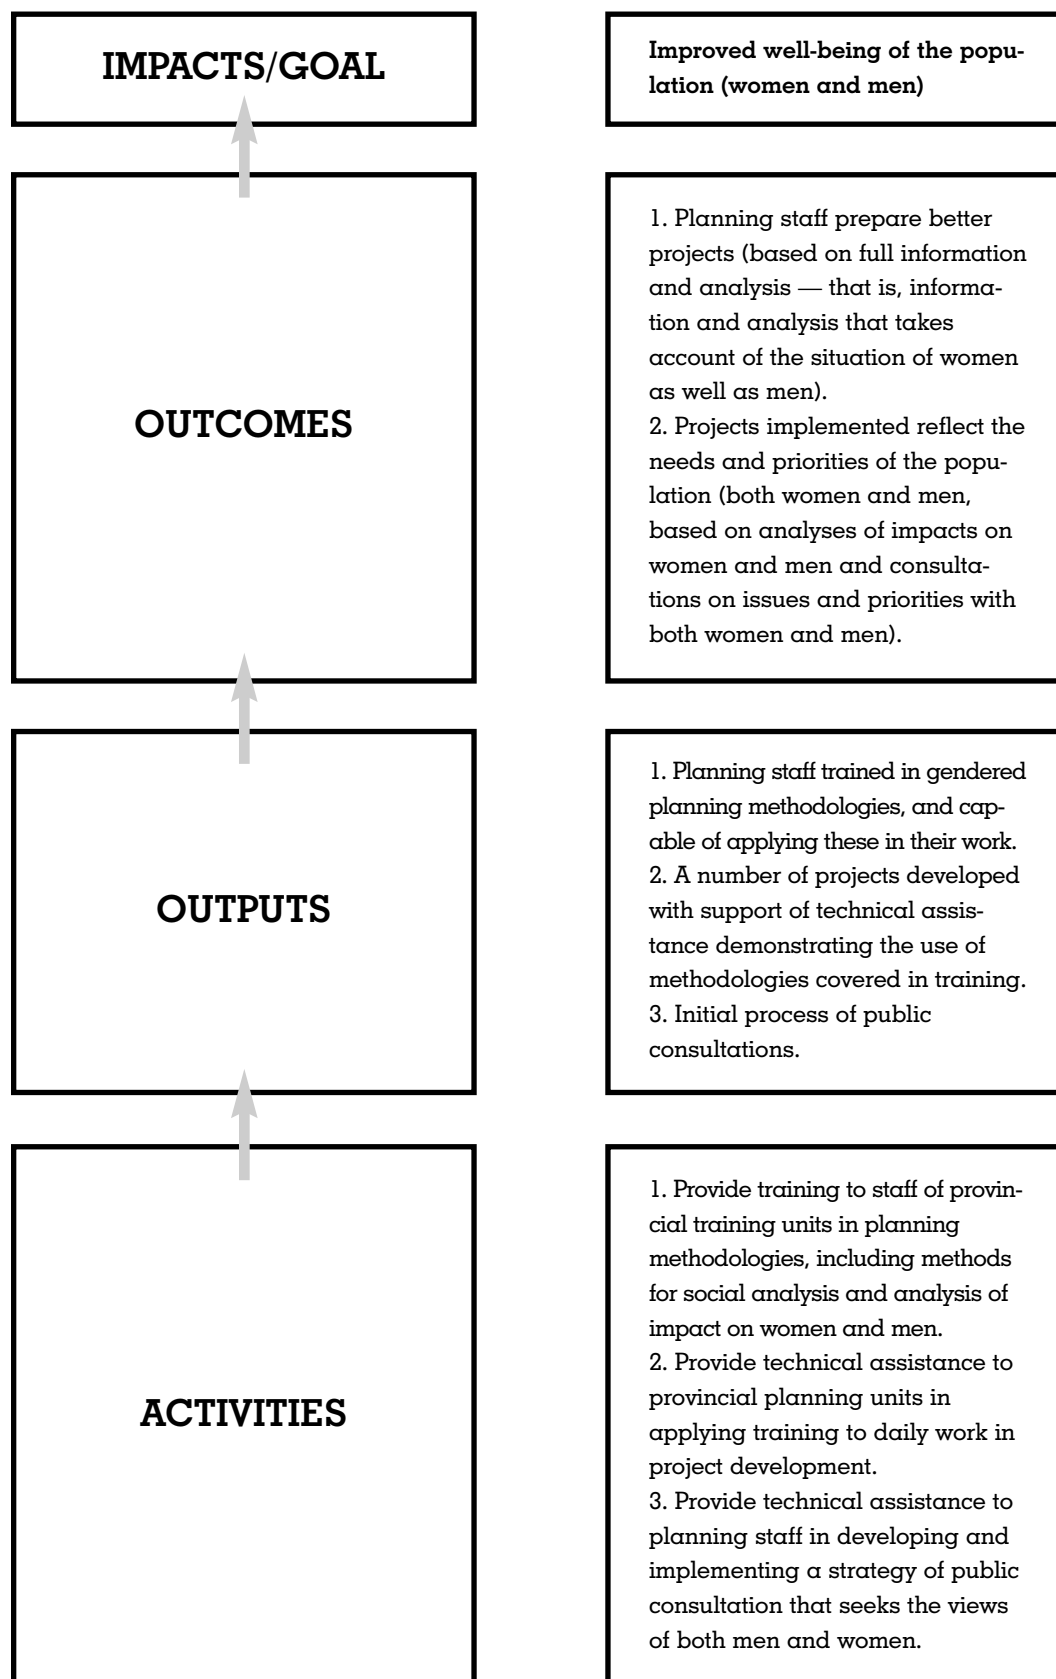 IMPACTS/GOAL
Improved well-being of the popu-
lation (women and men)
OUTCOMES
1. Planning staff prepare better
projects (based on full information
and analysis — that is, informa-
tion and analysis that takes
account of the situation of women
as well as men).
2. Projects implemented reflect the
needs and priorities of the popu-
lation (both women and men,
based on analyses of impacts on
women and men and consulta-
tions on issues and priorities with
both women and men).
OUTPUTS
1. Planning staff trained in gendered
planning methodologies, and cap-
able of applying these in their work.
2. A number of projects developed
with support of technical assis-
tance demonstrating the use of
methodologies covered in training.
3. Initial process of public
consultations.
ACTIVITIES
1. Provide training to staff of provin-
cial training units in planning
methodologies, including methods
for social analysis and analysis of
impact on women and men.
2. Provide technical assistance to
provincial planning units in
applying training to daily work in
project development.
3. Provide technical assistance to
planning staff in developing and
implementing a strategy of public
consultation that seeks the views
of both men and women.